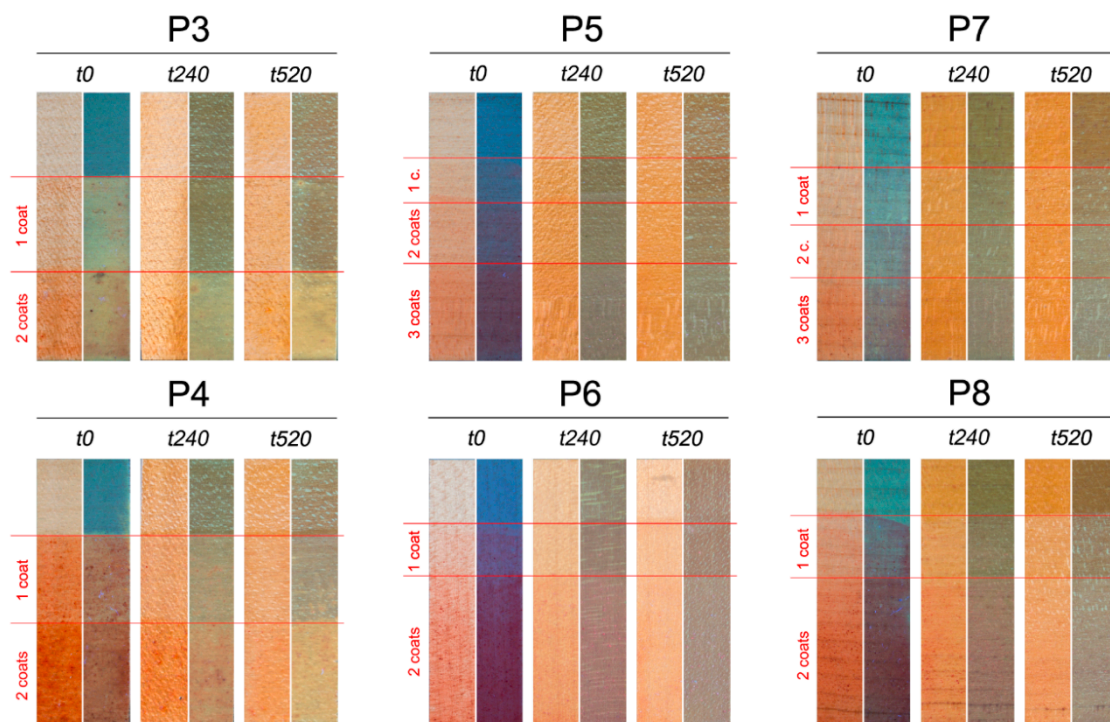 P3 P5 P7
t0 t240 t520 t0 t240 t520 t0 t240 t520
1 coat 1 c. 1 coat
2 coats 2 coats 2 c.
3 coats 3 coats
P4 P6 P8
t0 t240 t520 t0 t240 t520 t0 t240 t520
1 coat 1 coat 1 coat
2 coats 2 coats 2 coats